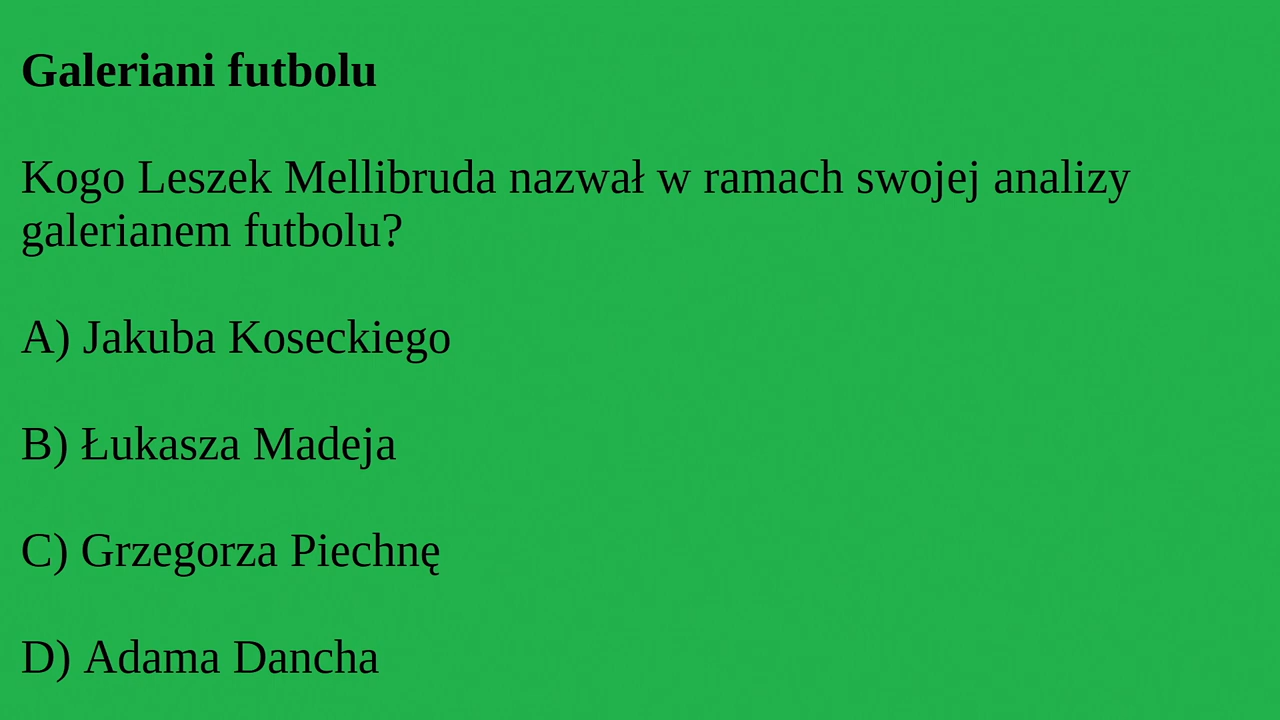 Galeriani futbolu
Kogo Leszek Mellibruda nazwał w ramach swojej analizy
galerianem futbolu?
A) Jakuba Koseckiego
B) Łukasza Madeja
C) Grzegorza Piechnę
D) Adama Dancha